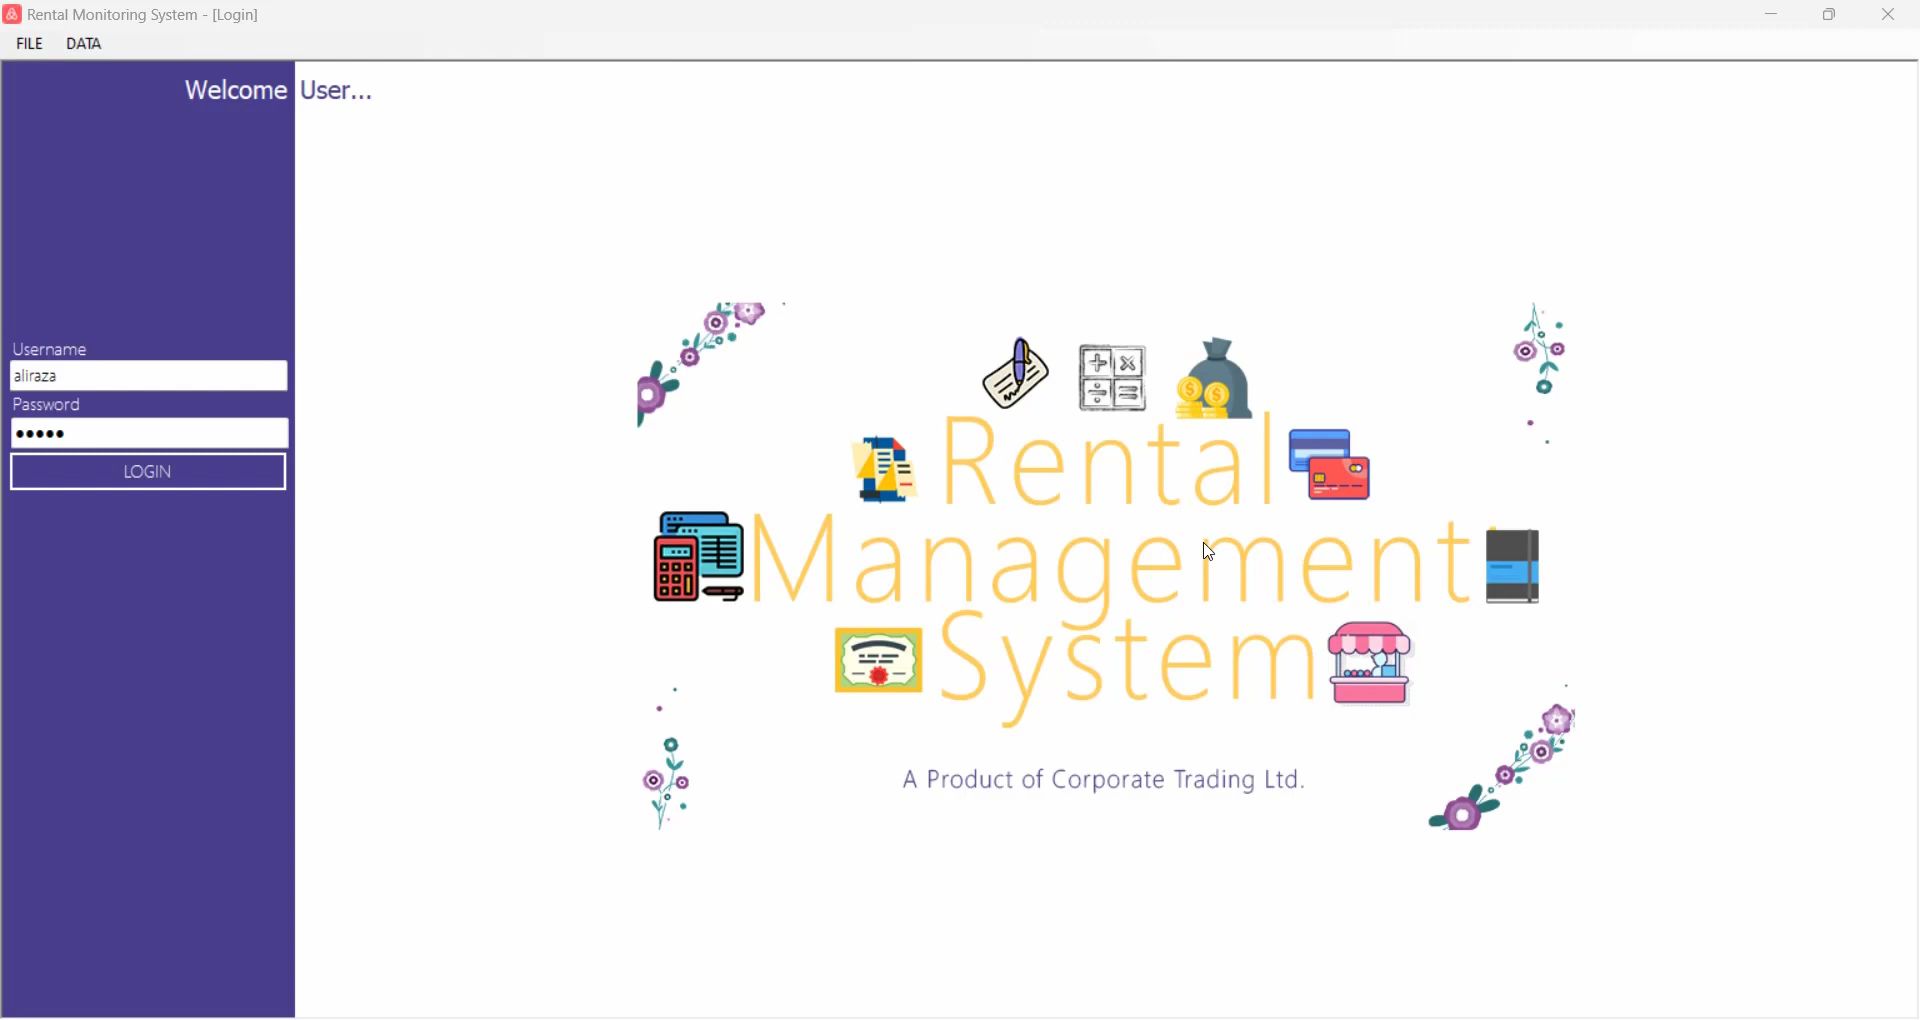 Rental Monitoring System - [Login]
FILE DATA
Welcome User...
Username
aliraza
Password
•••••
LOGIN
Rental
Management
System
A Product of Corporate Trading Ltd.